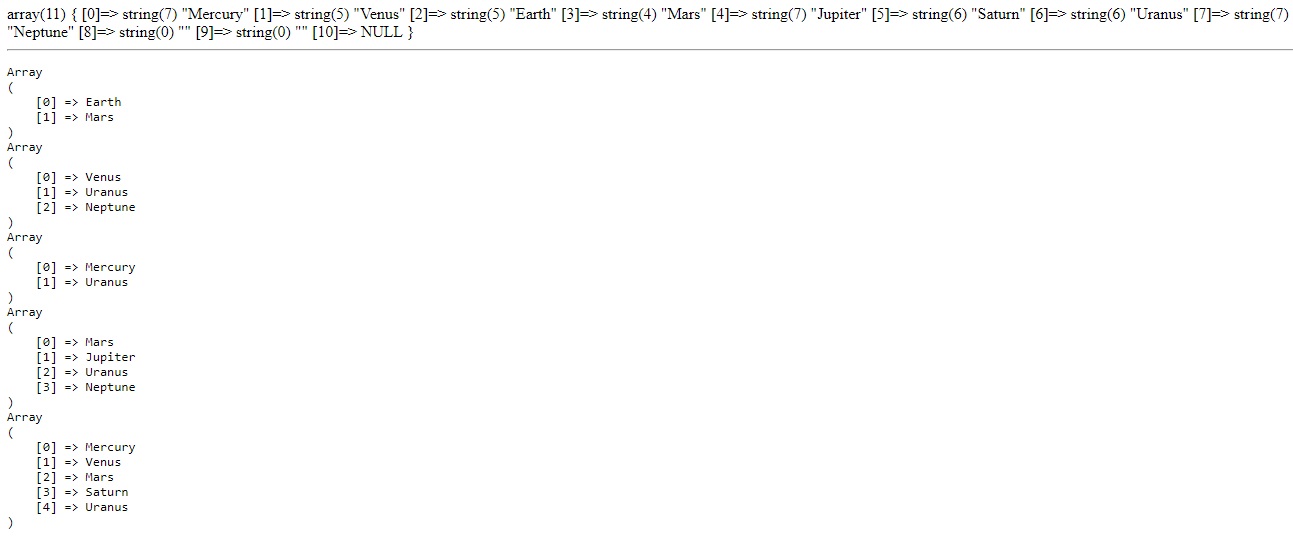 array(11) { [0]=> string(7) "Mercury" [1]=> string(5) "Venus" [2]=> string(5) "Earth" [3]=> string(4) "Mars" [4]=> string(7) "Jupiter" [5]=> string(6) "Saturn" [6]=> string(6) "Uranus" [7]=> string(7)
"Neptune" [8]=> string(0) "" [9]=> string(0) "" [10]=> NULL }
Array
(
    [0] => Earth
    [1] => Mars
)
Array
(
    [0] => Venus
    [1] => Uranus
    [2] => Neptune
)
Array
(
    [0] => Mercury
    [1] => Uranus
)
Array
(
    [0] => Mars
    [1] => Jupiter
    [2] => Uranus
    [3] => Neptune
)
Array
(
    [0] => Mercury
    [1] => Venus
    [2] => Mars
    [3] => Saturn
    [4] => Uranus
)